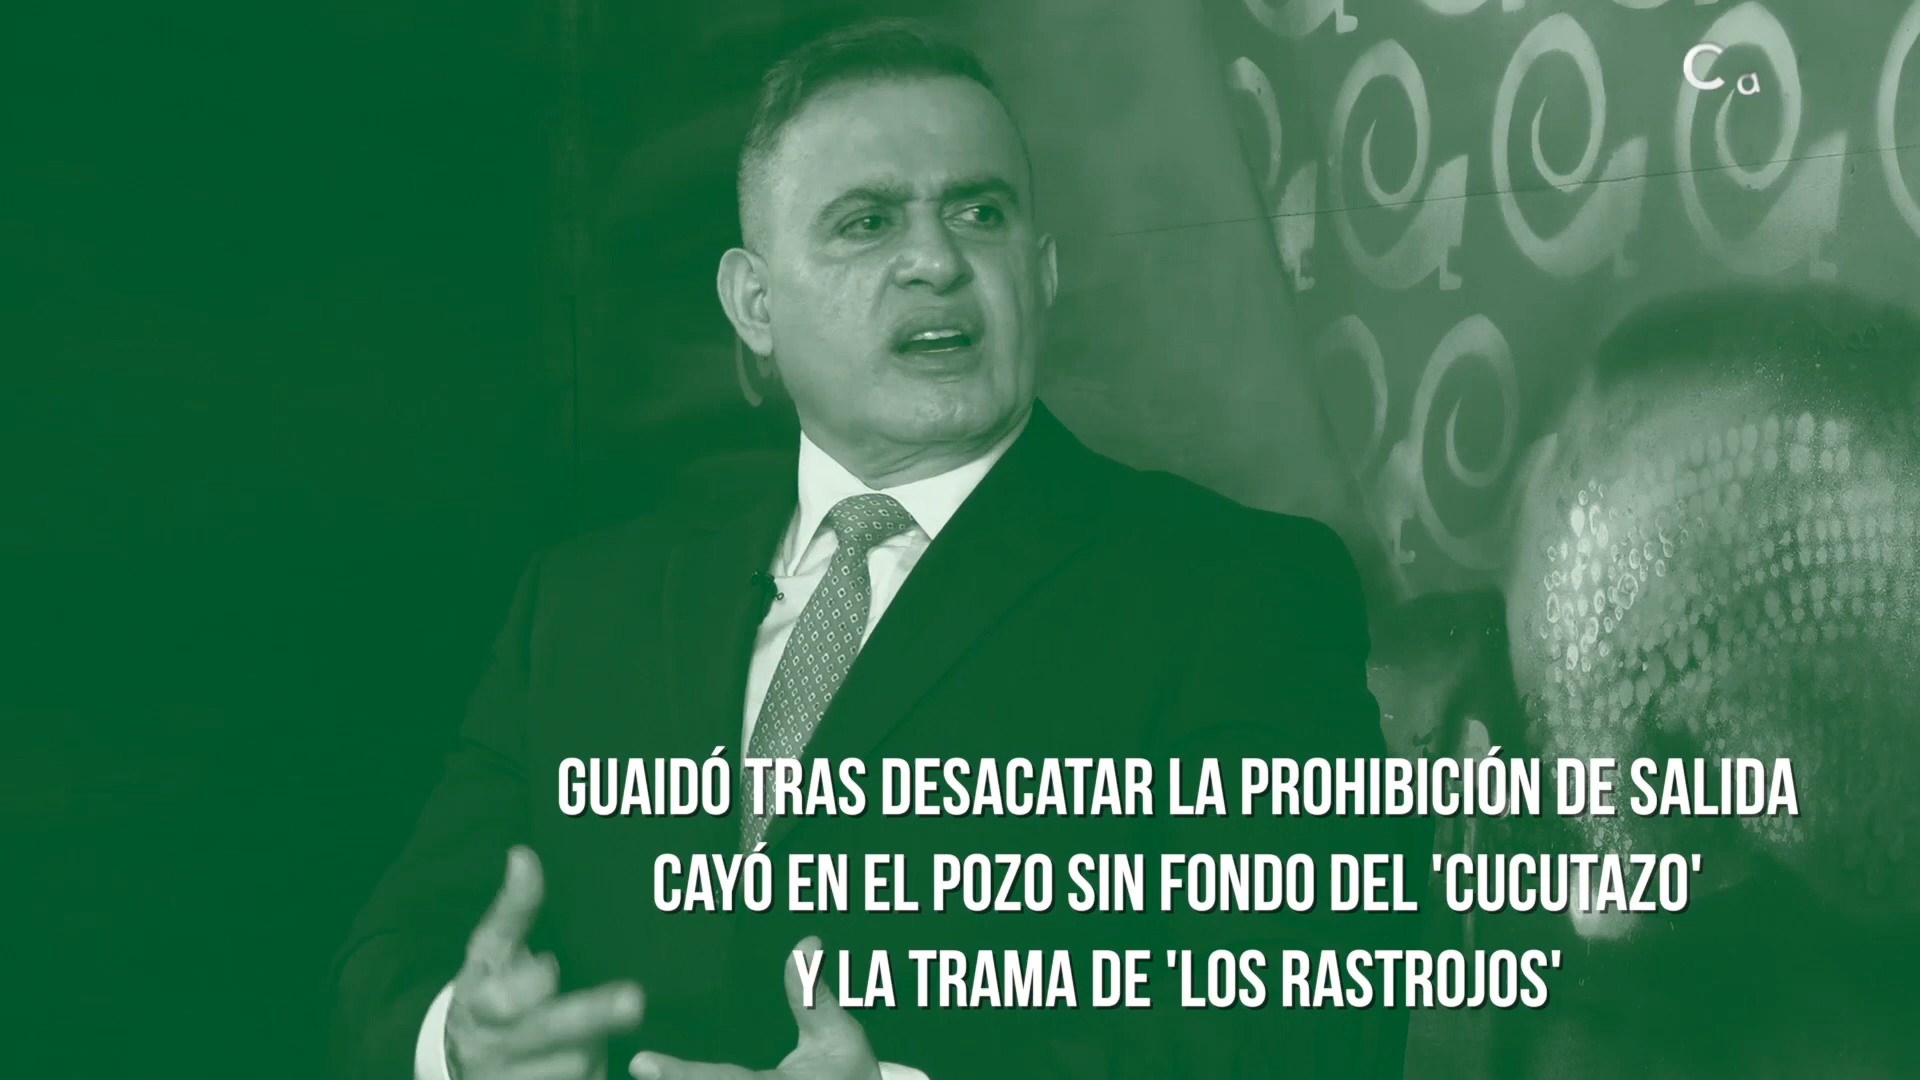 Ca
GUAIDÓ TRAS DESACATAR LA PROHIBICIÓN DE SALIDA
CAYÓ EN EL POZO SIN FONDO DEL 'CUCUTAZO'
Y LA TRAMA DE 'LOS RASTROJOS'